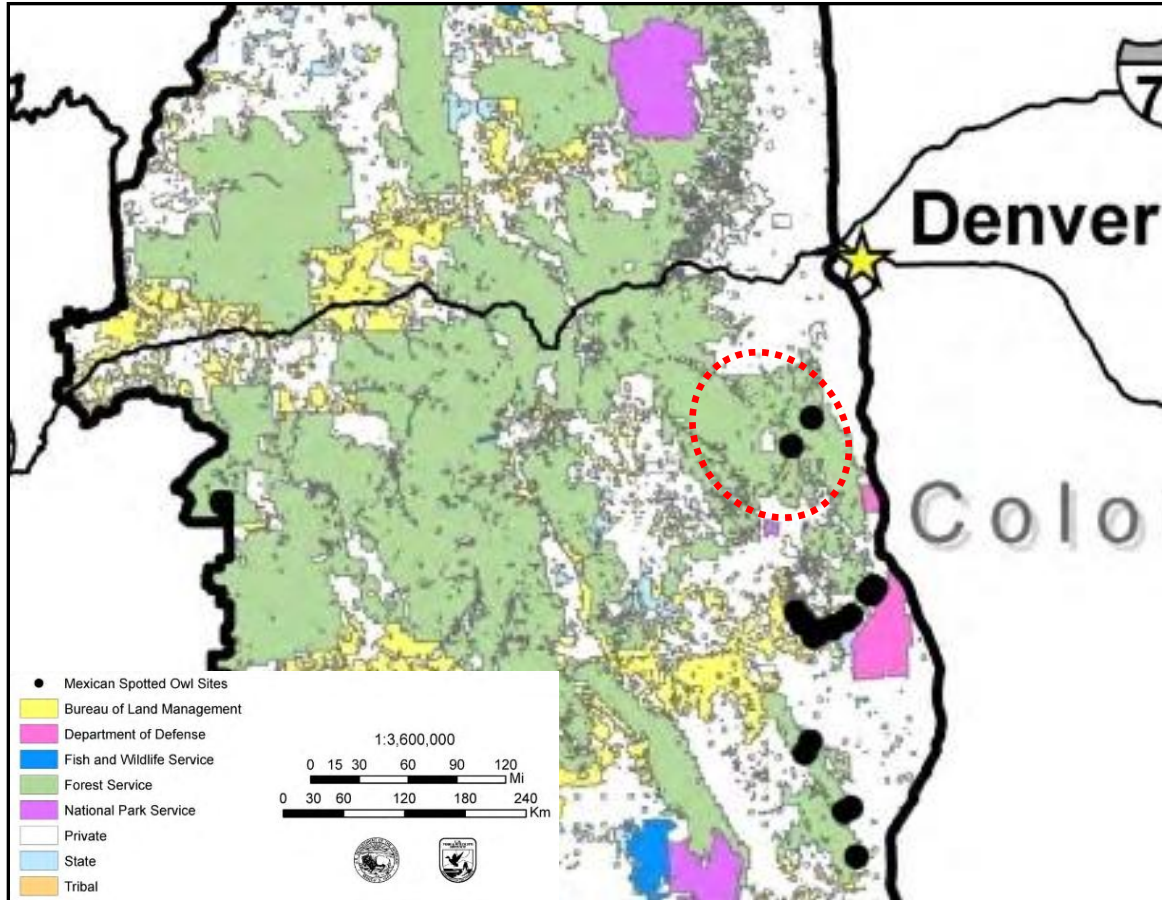 7
Denver
Colo
Mexican Spotted Owl Sites
Bureau of Land Management
Department of Defense
Fish and Wildlife Service
Forest Service
National Park Service
Private
State
Tribal
1:3,600,000
0 15 30 60 90 120
Mi
0 30 60 120 180 240
Km